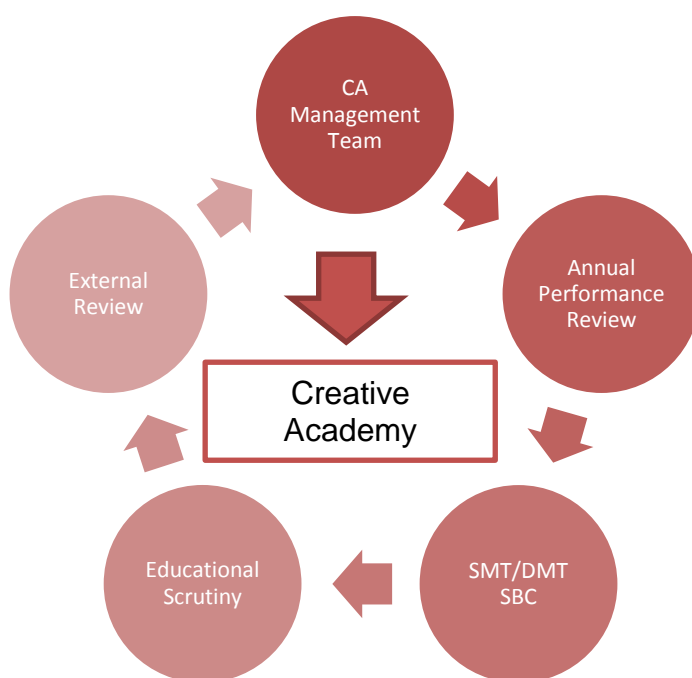 CA
Management
Team
Annual
Performance
Review
SMT/DMT
SBC
Educational
Scrutiny
External
Review
Creative
Academy